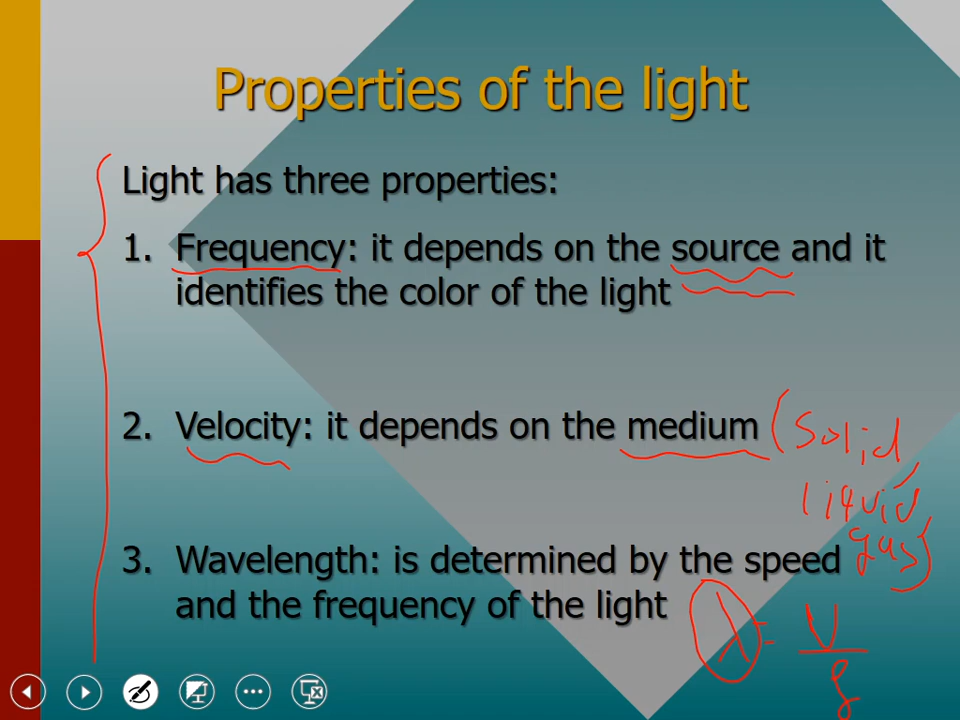 Properties of the light
Light has three properties:
1. Frequency: it depends on the source and it
identifies the color of the light
2. Velocity: it depends on the medium (Solid,
liquid
gas)
3. Wavelength: is determined by the speed
and the frequency of the light
λ = V
f